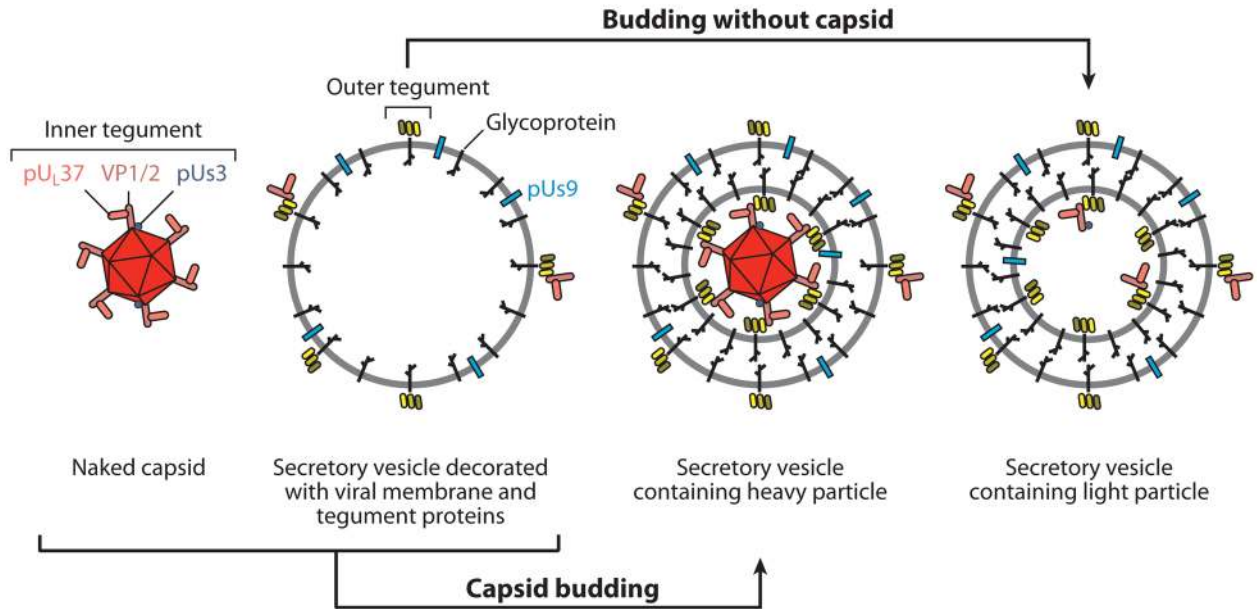 Budding without capsid
Outer tegument
Inner tegument
Glycoprotein
pUL37 VP1/2 pUs3
pUs9
Naked capsid
Secretory vesicle decorated
with viral membrane and
tegument proteins
Secretory vesicle
containing heavy particle
Secretory vesicle
containing light particle
Capsid budding